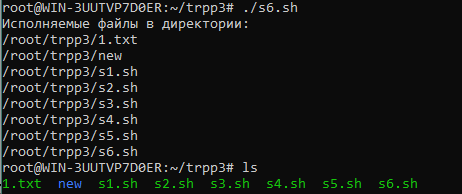 root@WIN-3UUTVP7D0ER:~/trpp3# ./s6.sh
Исполняемые файлы в директории:
/root/trpp3/1.txt
/root/trpp3/new
/root/trpp3/s1.sh
/root/trpp3/s2.sh
/root/trpp3/s3.sh
/root/trpp3/s4.sh
/root/trpp3/s5.sh
/root/trpp3/s6.sh
root@WIN-3UUTVP7D0ER:~/trpp3# ls
1.txt  new  s1.sh  s2.sh  s3.sh  s4.sh  s5.sh  s6.sh